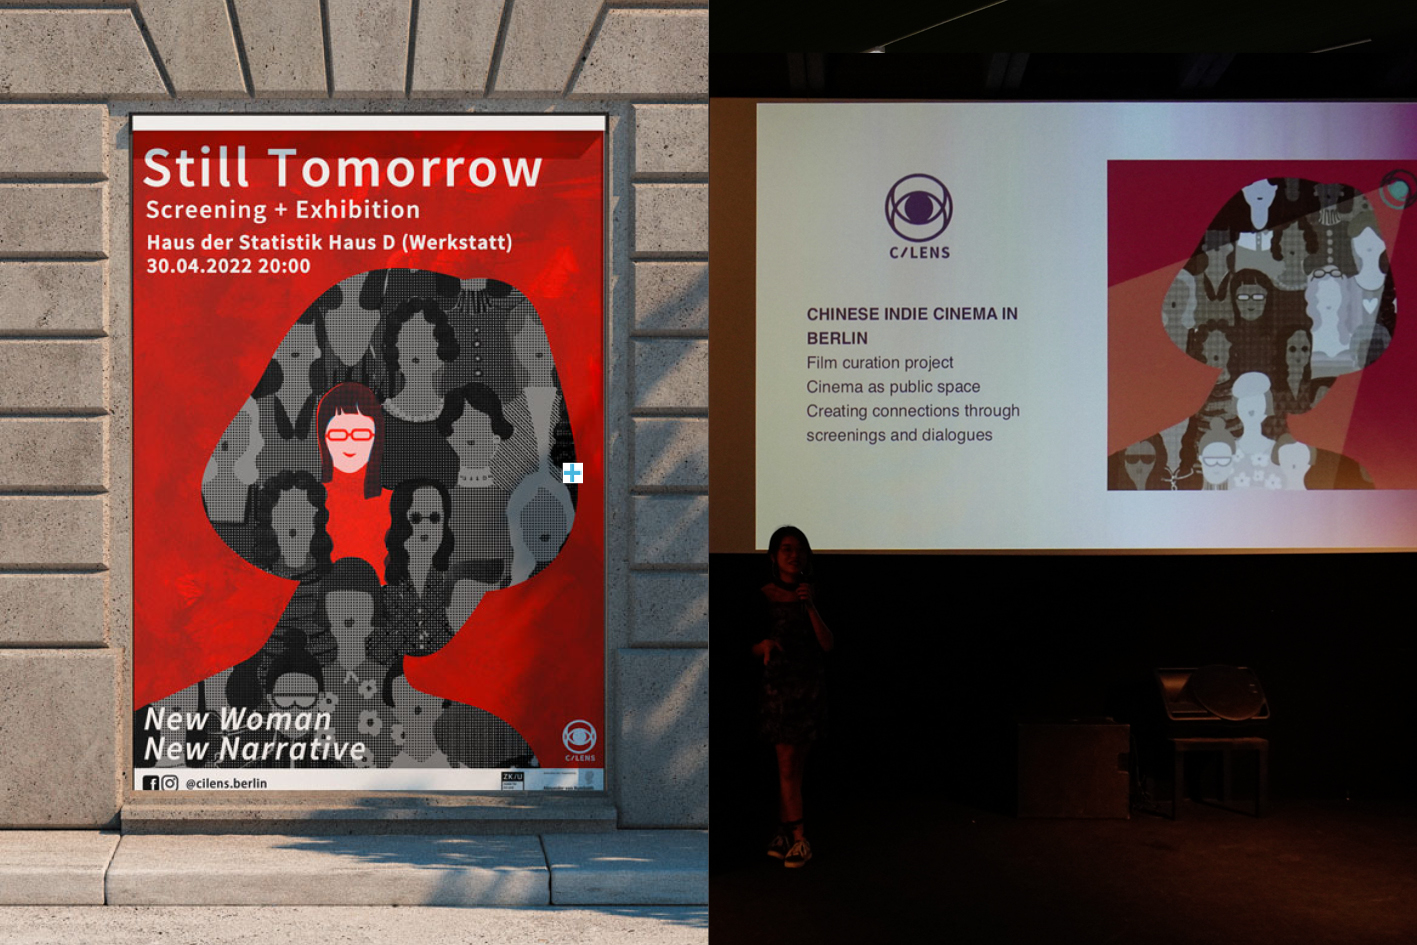 Still Tomorrow
Screening + Exhibition
Haus der Statistik Haus D (Werkstatt)
30.04.2022 20:00
New Woman
New Narrative
C/LENS
@cilens.berlin
ZK/U
C/LENS
CHINESE INDIE CINEMA IN
BERLIN
Film curation project
Cinema as public space
Creating connections through
screenings and dialogues